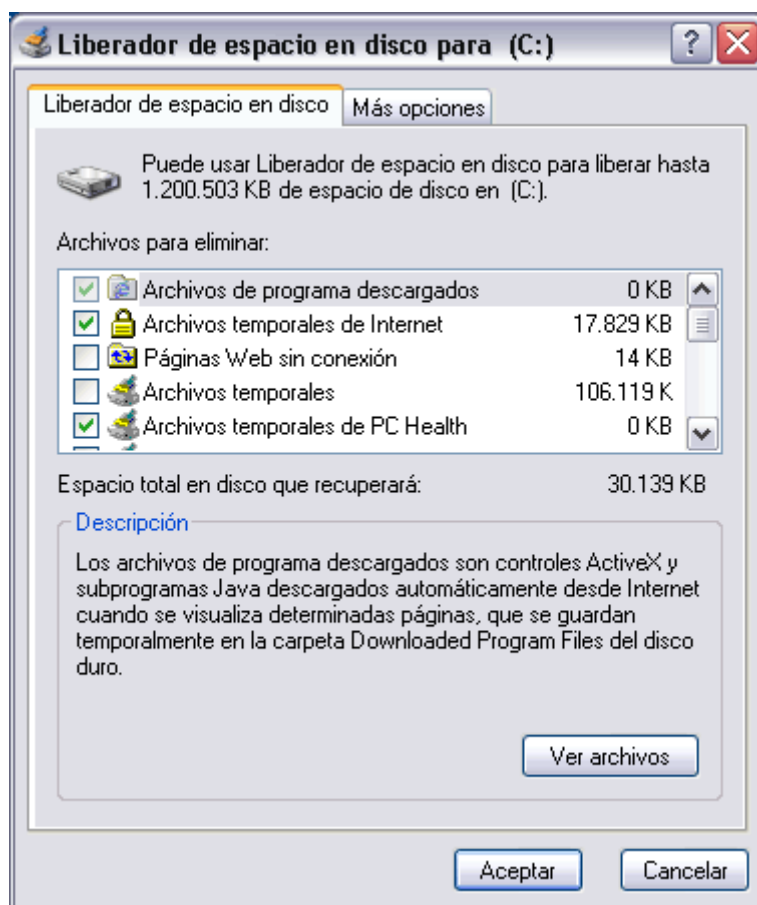 Liberador de espacio en disco para (C:)
Liberador de espacio en disco
Más opciones
Puede usar Liberador de espacio en disco para liberar hasta
1.200.503 KB de espacio de disco en (C:).
Archivos para eliminar:
Archivos de programa descargados 0 KB
Archivos temporales de Internet 17.829 KB
Páginas Web sin conexión 14 KB
Archivos temporales 106.119 K
Archivos temporales de PC Health 0 KB
Espacio total en disco que recuperará: 30.139 KB
Descripción
Los archivos de programa descargados son controles ActiveX y
subprogramas Java descargados automáticamente desde Internet
cuando se visualiza determinadas páginas, que se guardan
temporalmente en la carpeta Downloaded Program Files del disco
duro.
Ver archivos
Aceptar Cancelar